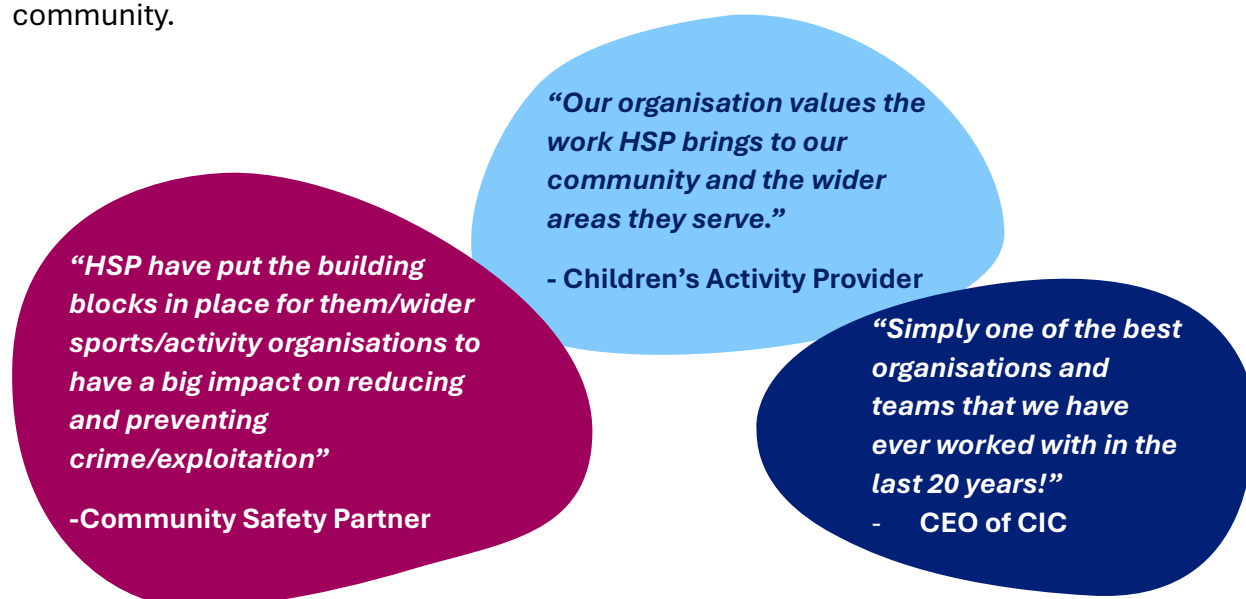 community.
“Our organisation values the
work HSP brings to our
community and the wider
areas they serve.”
- Children’s Activity Provider
“HSP have put the building
blocks in place for them/wider
sports/activity organisations to
have a big impact on reducing
and preventing
crime/exploitation”
-Community Safety Partner
“Simply one of the best
organisations and
teams that we have
ever worked with in the
last 20 years!”
- CEO of CIC